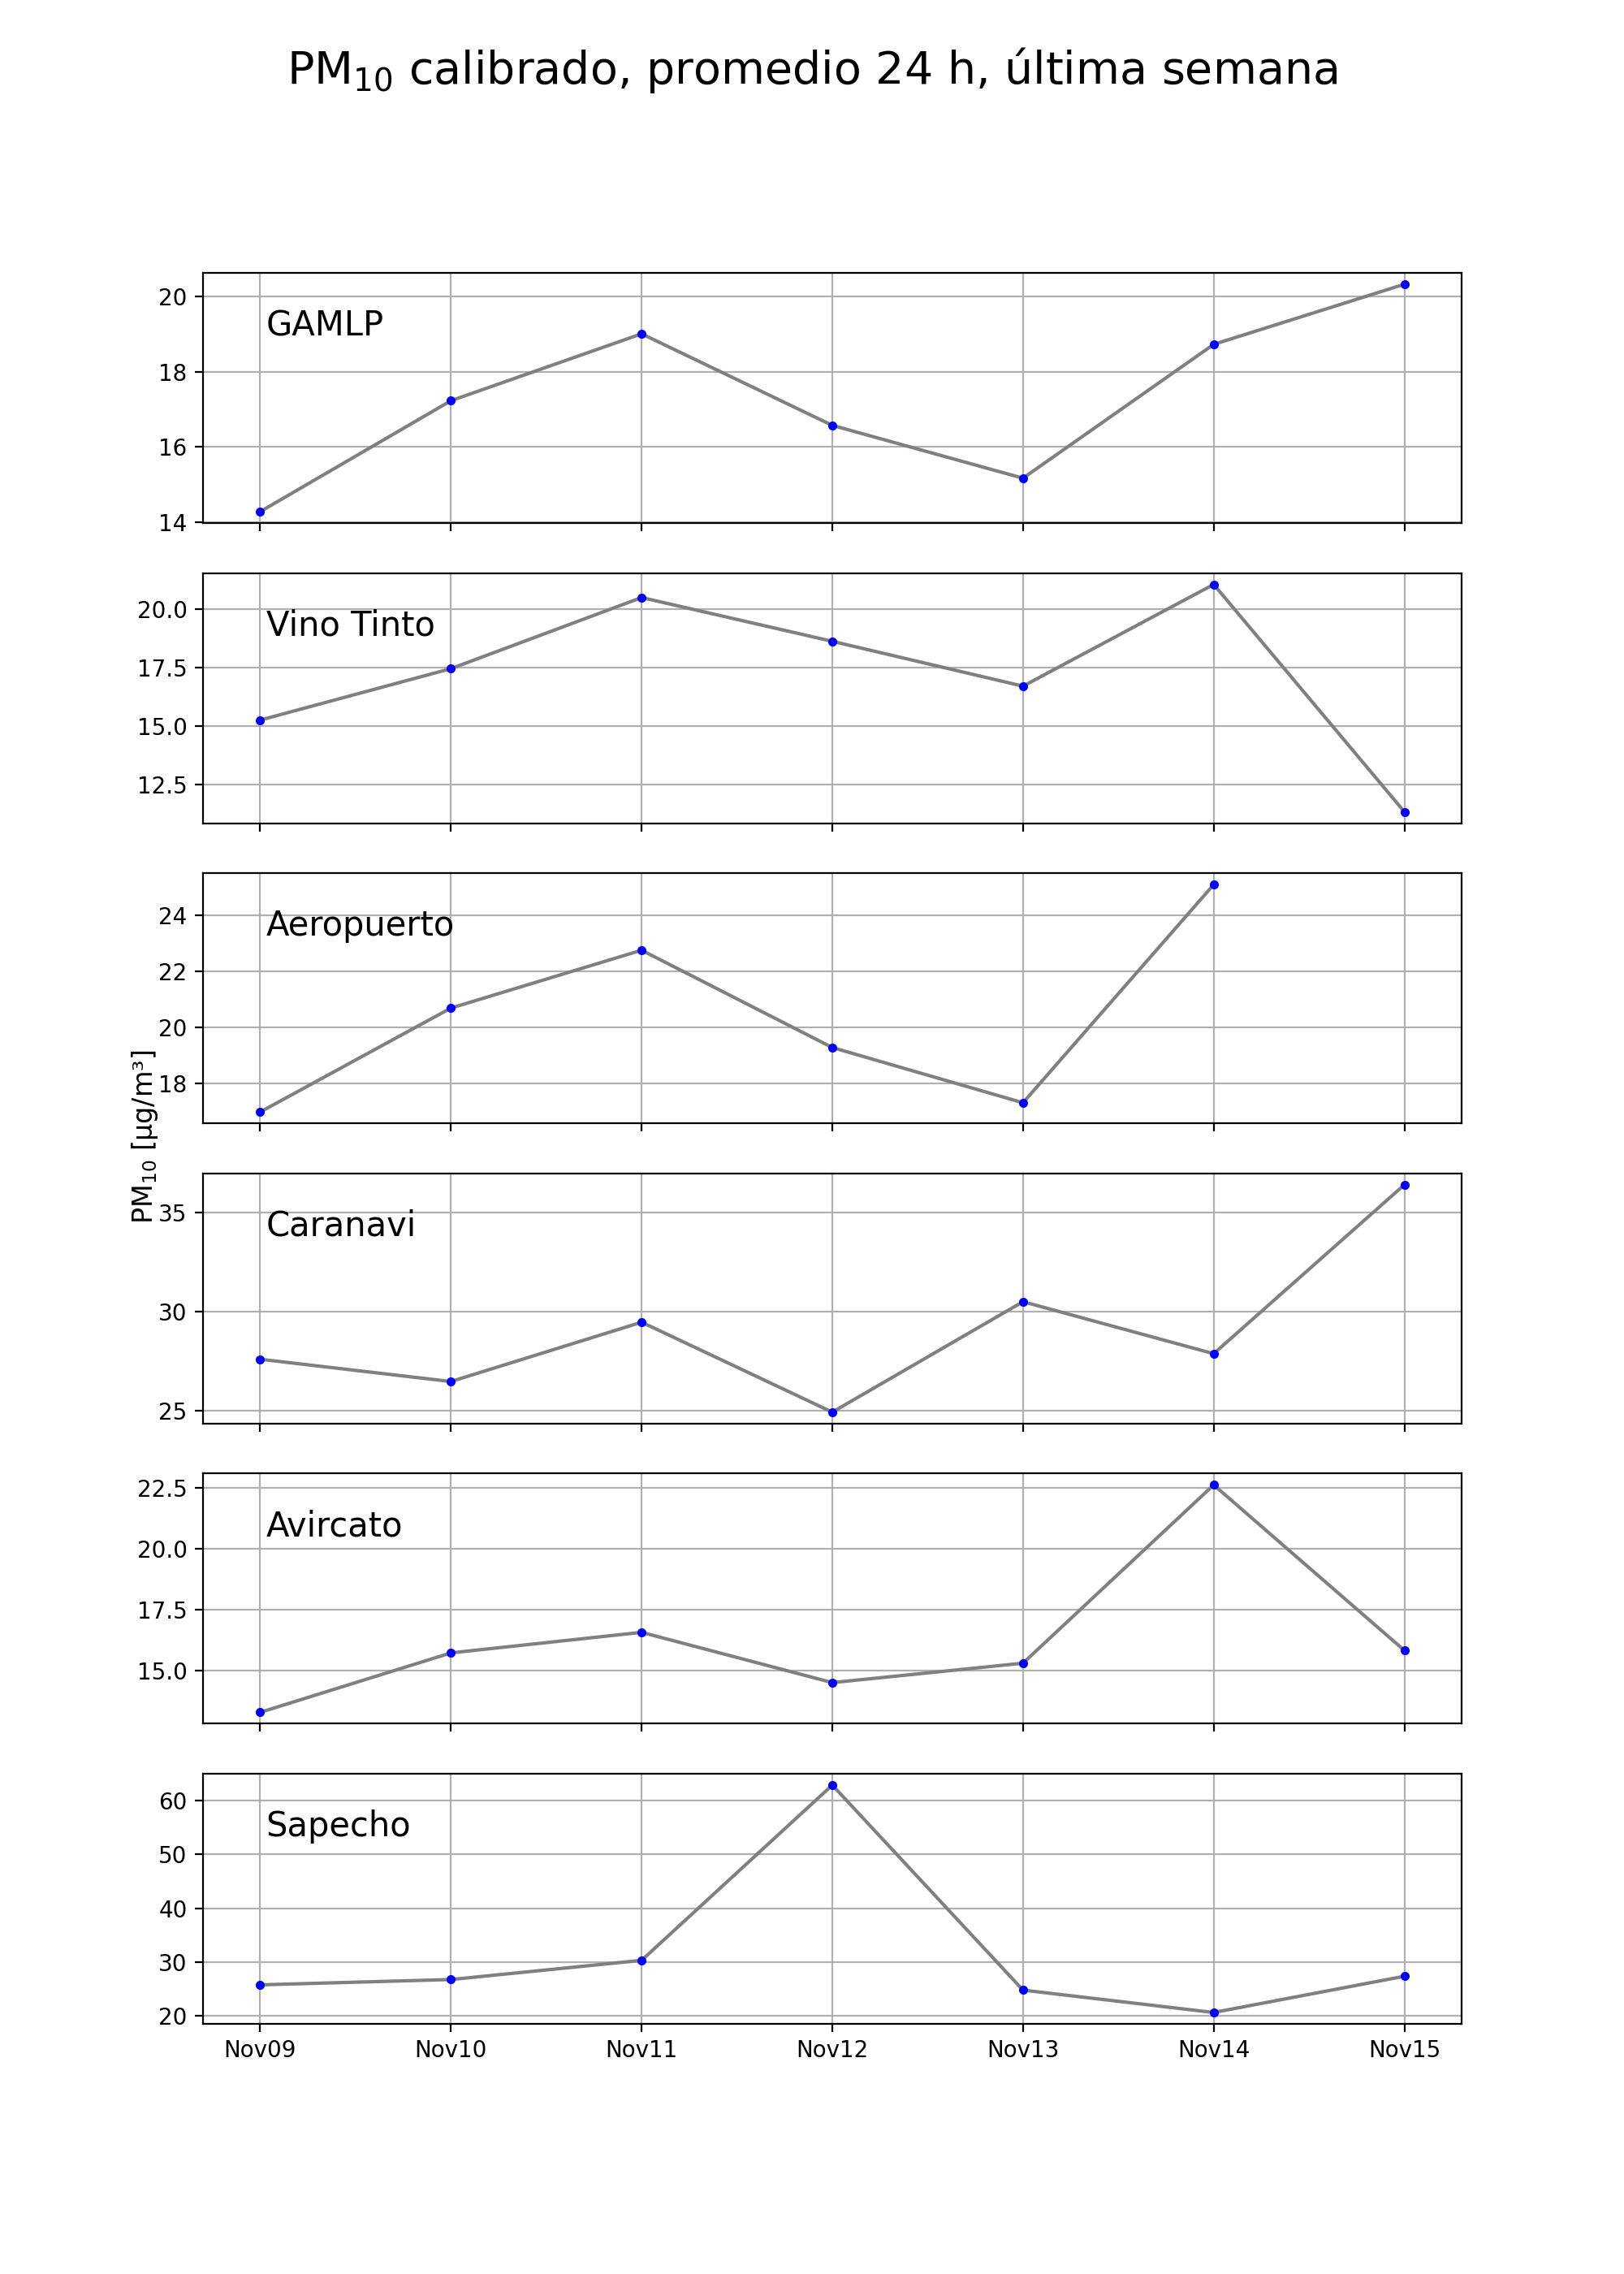 PM₁₀ calibrado, promedio 24 h, última semana
PM₁₀ [µg/m³]
GAMLP
20
18
16
14
Vino Tinto
20.0
17.5
15.0
12.5
Aeropuerto
24
22
20
18
Caranavi
35
30
25
Avircato
22.5
20.0
17.5
15.0
Sapecho
60
50
40
30
20
Nov09 Nov10 Nov11 Nov12 Nov13 Nov14 Nov15